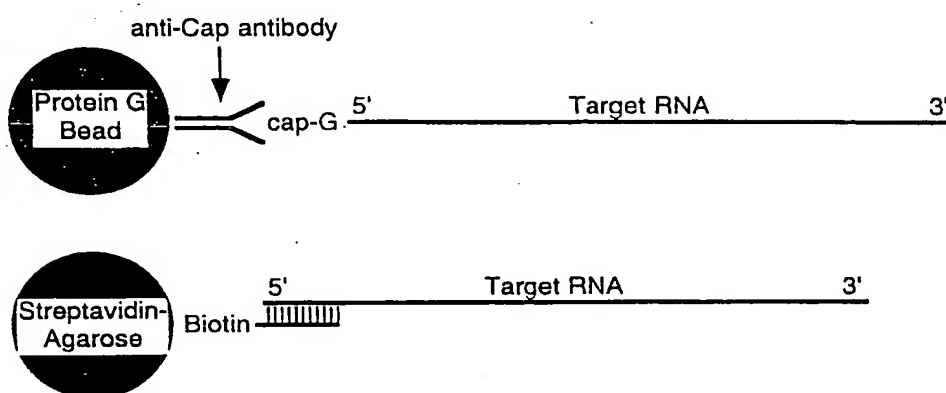 anti-Cap antibody
Protein G
Bead
cap-G
5'
Target RNA
3'
5'
Target RNA
3'
Streptavidin-
Agarose
Biotin